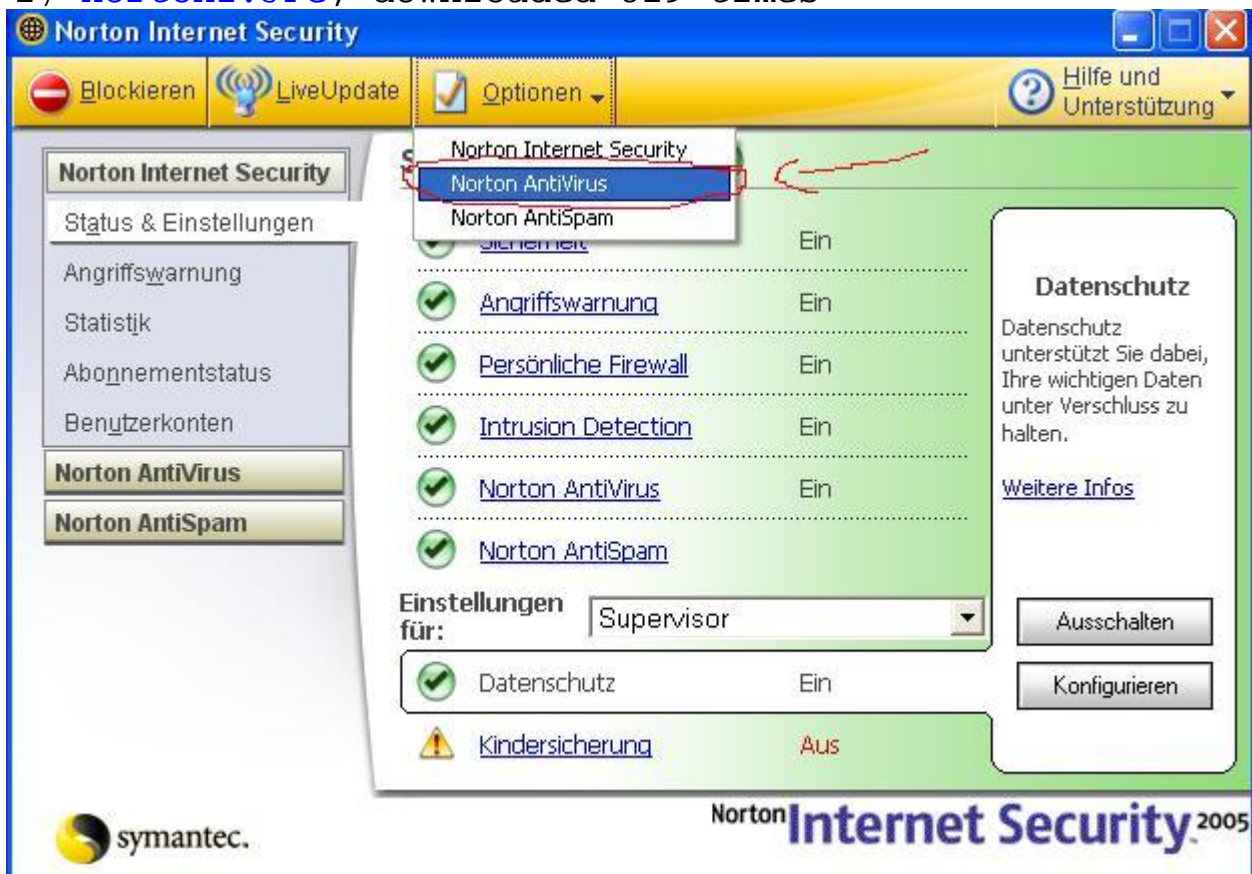 Norton Internet Security
Blockieren
LiveUpdate
Optionen
Hilfe und
Unterstützung
Norton Internet Security
Norton AntiVirus
Norton AntiSpam
Norton Internet Security
Status & Einstellungen
Angriffswarnung
Statistik
Abonnementstatus
Benutzerkonten
Norton AntiVirus
Norton AntiSpam
Sicherheit Ein
Angriffswarnung Ein
Persönliche Firewall Ein
Intrusion Detection Ein
Norton AntiVirus Ein
Norton AntiSpam
Einstellungen
für:
Supervisor
Datenschutz Ein
Kindersicherung Aus
Datenschutz
Datenschutz
unterstützt Sie dabei,
Ihre wichtigen Daten
unter Verschluss zu
halten.
Weitere Infos
Ausschalten
Konfigurieren
symantec.
Norton Internet Security 2005